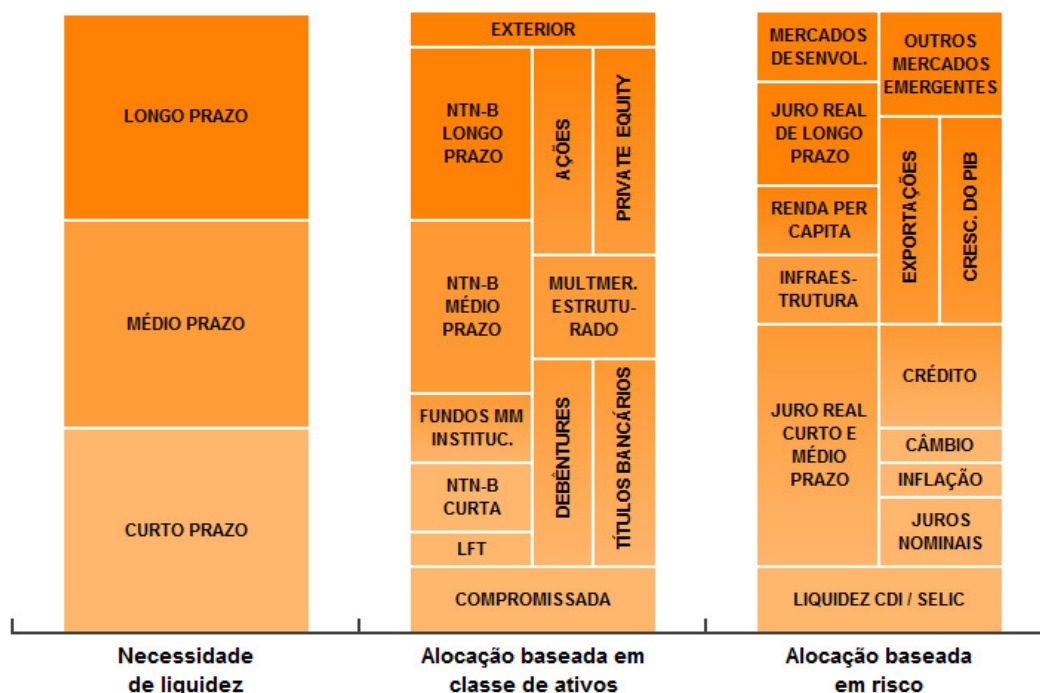 LONGO PRAZO
MÉDIO PRAZO
CURTO PRAZO
Necessidade
de liquidez
EXTERIOR
NTN-B
LONGO
PRAZO
AÇÕES
PRIVATE EQUITY
NTN-B
MÉDIO
PRAZO
MULTMER.
ESTRUTU-
RADO
FUNDOS MM
INSTITUC.
NTN-B
CURTA
LFT
DEBÊNTURES
TÍTULOS BANCÁRIOS
COMPROMISSADA
Alocação baseada em
classe de ativos
MERCADOS
DESENVOL.
OUTROS
MERCADOS
EMERGENTES
JURO REAL
DE LONGO
PRAZO
RENDA PER
CAPITA
INFRAES-
TRUTURA
EXPORTAÇÕES
CRESC. DO PIB
JURO REAL
CURTO E
MÉDIO
PRAZO
CRÉDITO
CÂMBIO
INFLAÇÃO
JUROS
NOMINAIS
LIQUIDEZ CDI / SELIC
Alocação baseada
em risco